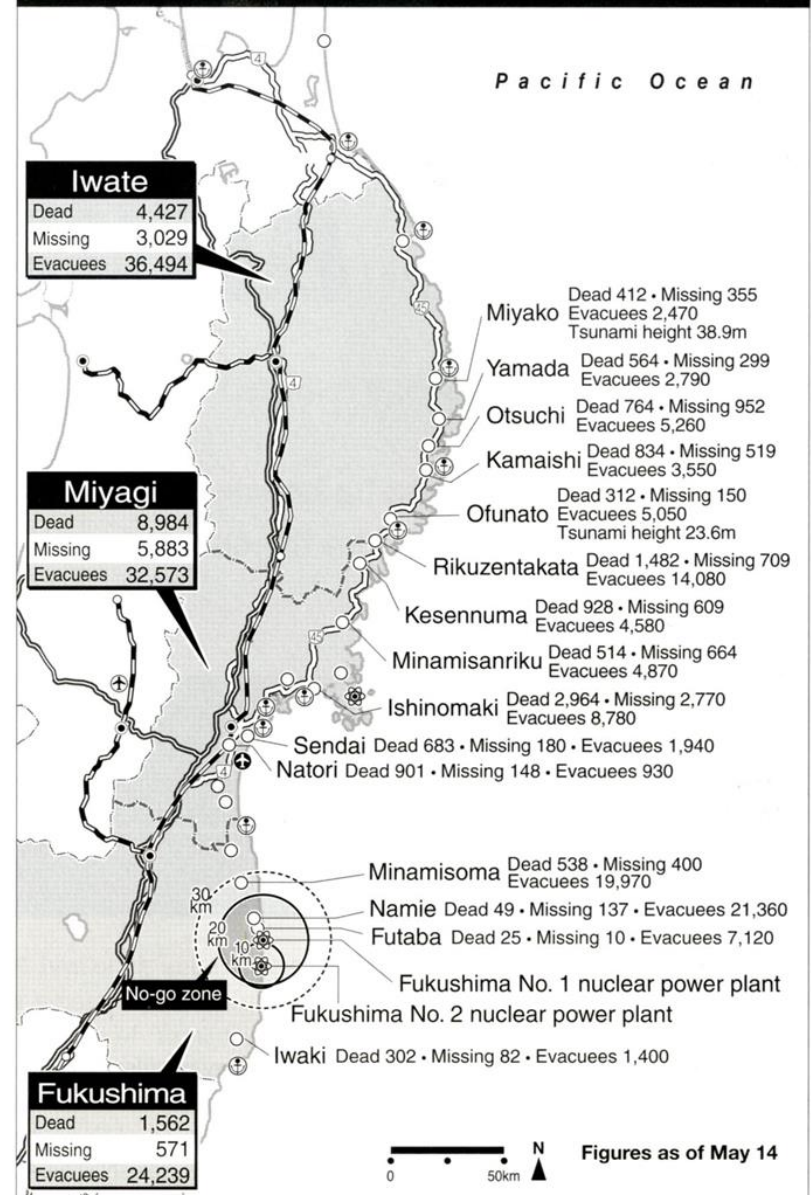 Pacific Ocean
4
Iwate
Dead 4,427
Missing 3,029
Evacuees 36,494
45
4
Miyako Dead 412 • Missing 355
Evacuees 2,470
Tsunami height 38.9m
Yamada Dead 564 • Missing 299
Evacuees 2,790
Otsuchi Dead 764 • Missing 952
Evacuees 5,260
Kamaishi Dead 834 • Missing 519
Evacuees 3,550
Miyagi
Dead 8,984
Missing 5,883
Evacuees 32,573
Ofunato Dead 312 • Missing 150
Evacuees 5,050
Tsunami height 23.6m
Rikuzentakata Dead 1,482 • Missing 709
Evacuees 14,080
Kesennuma Dead 928 • Missing 609
Evacuees 4,580
45
Minamisanriku Dead 514 • Missing 664
Evacuees 4,870
Ishinomaki Dead 2,964 • Missing 2,770
Evacuees 8,780
Sendai Dead 683 • Missing 180 • Evacuees 1,940
Natori Dead 901 • Missing 148 • Evacuees 930
4
Minamisoma Dead 538 • Missing 400
Evacuees 19,970
30
km
Namie Dead 49 • Missing 137 • Evacuees 21,360
20
km
Futaba Dead 25 • Missing 10 • Evacuees 7,120
10
km
Fukushima No. 1 nuclear power plant
No-go zone
Fukushima No. 2 nuclear power plant
Iwaki Dead 302 • Missing 82 • Evacuees 1,400
Fukushima
Dead 1,562
Missing 571
Evacuees 24,239
0 50km
N
Figures as of May 14